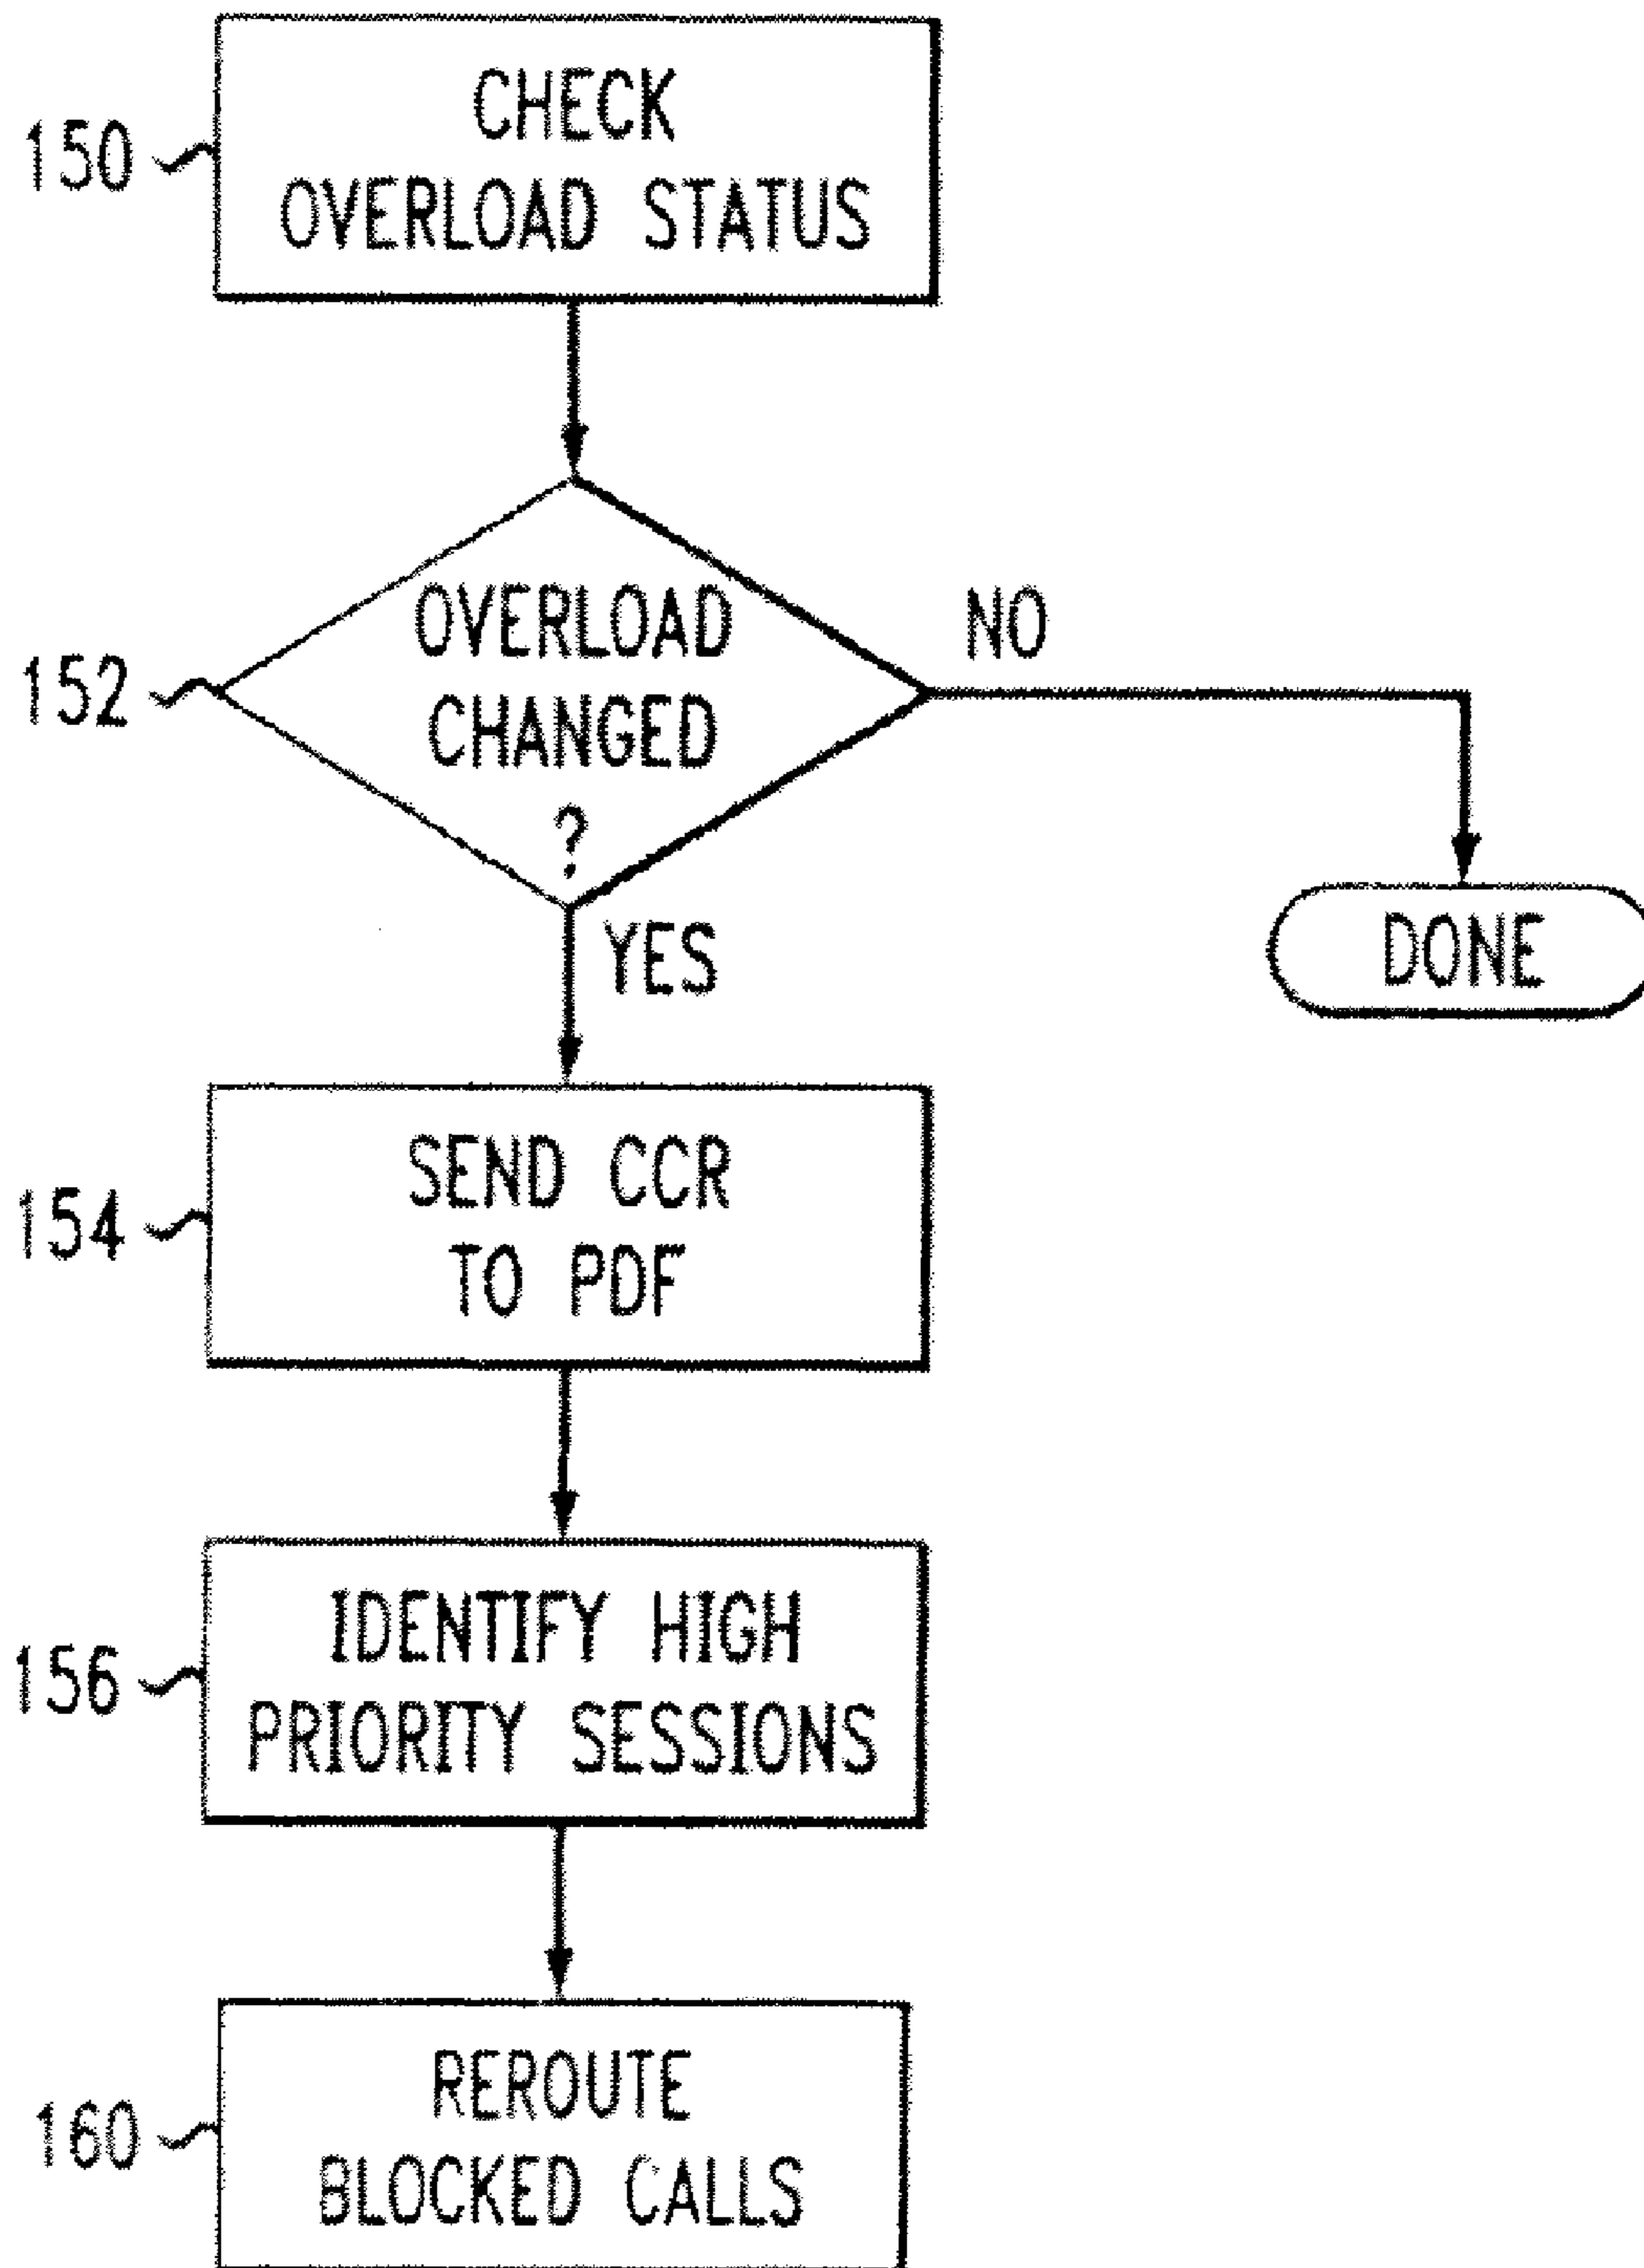 CHECK
OVERLOAD STATUS
150
OVERLOAD
CHANGED
?
152
NO
YES
DONE
SEND CCR
TO PDF
154
IDENTIFY HIGH
PRIORITY SESSIONS
156
REROUTE
BLOCKED CALLS
160